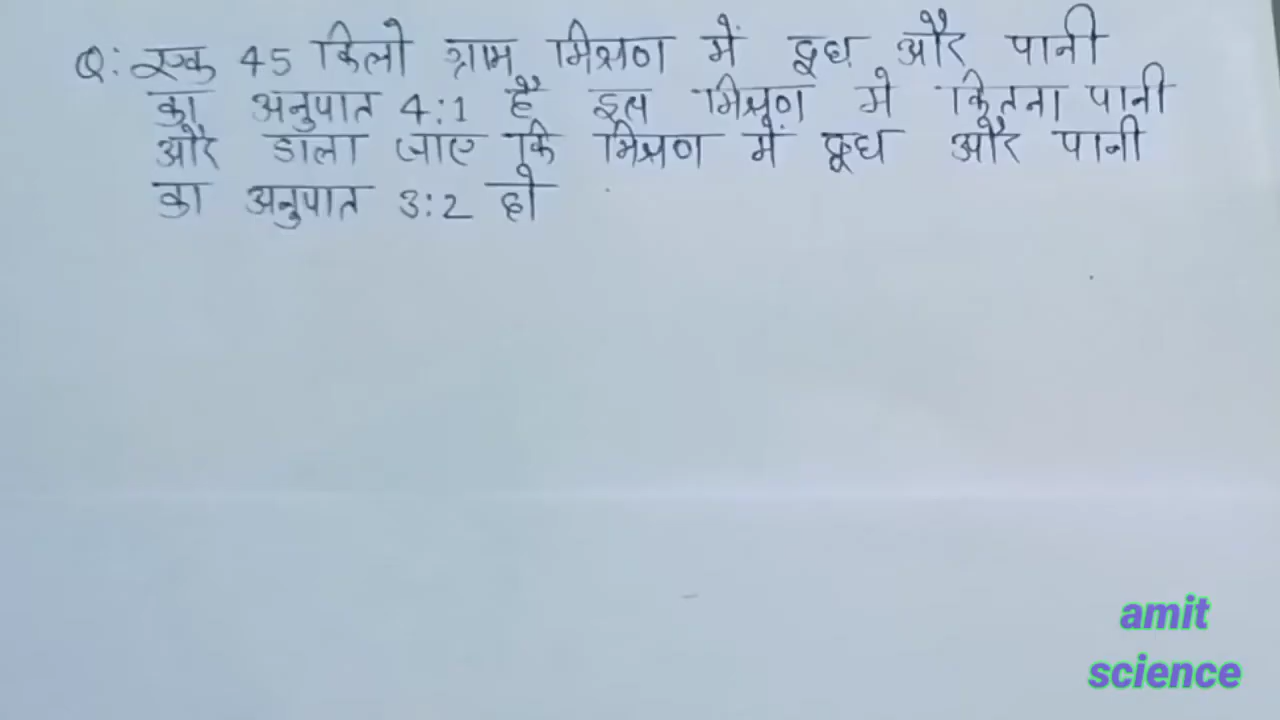 Q: एक 45 किलो ग्राम मिश्रण में दूध और पानी
का अनुपात 4:1 है इस मिश्रण मे कितना पानी
और डाला जाए कि मिश्रण में दूध और पानी
का अनुपात 3:2 हो
amit
science